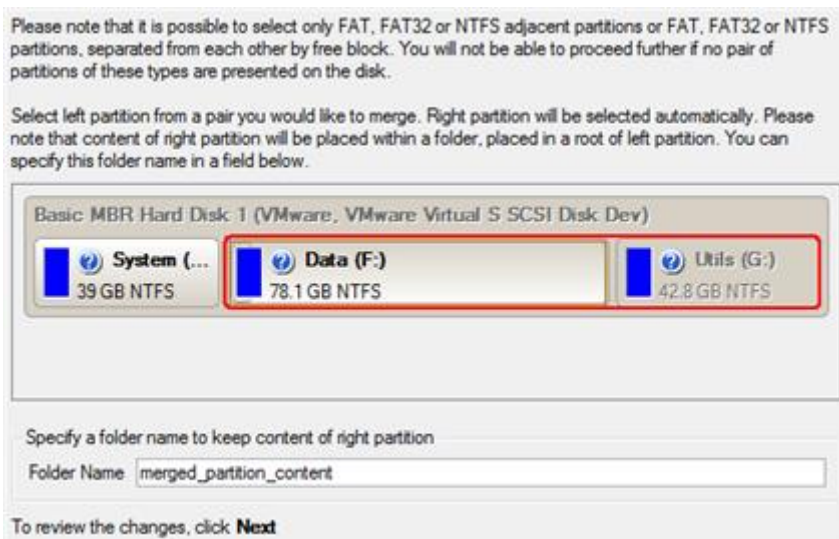 Please note that it is possible to select only FAT, FAT32 or NTFS adjacent partitions or FAT, FAT32 or NTFS
partitions, separated from each other by free block. You will not be able to proceed further if no pair of
partitions of these types are presented on the disk.
Select left partition from a pair you would like to merge. Right partition will be selected automatically. Please
note that content of right partition will be placed within a folder, placed in a root of left partition. You can
specify this folder name in a field below.
Basic MBR Hard Disk 1 (VMware, VMware Virtual S SCSI Disk Dev)
System (... Data (F:) Utils (G:)
39 GB NTFS 78.1 GB NTFS 42.8 GB NTFS
Specify a folder name to keep content of right partition
Folder Name merged_partition_content
To review the changes, click Next